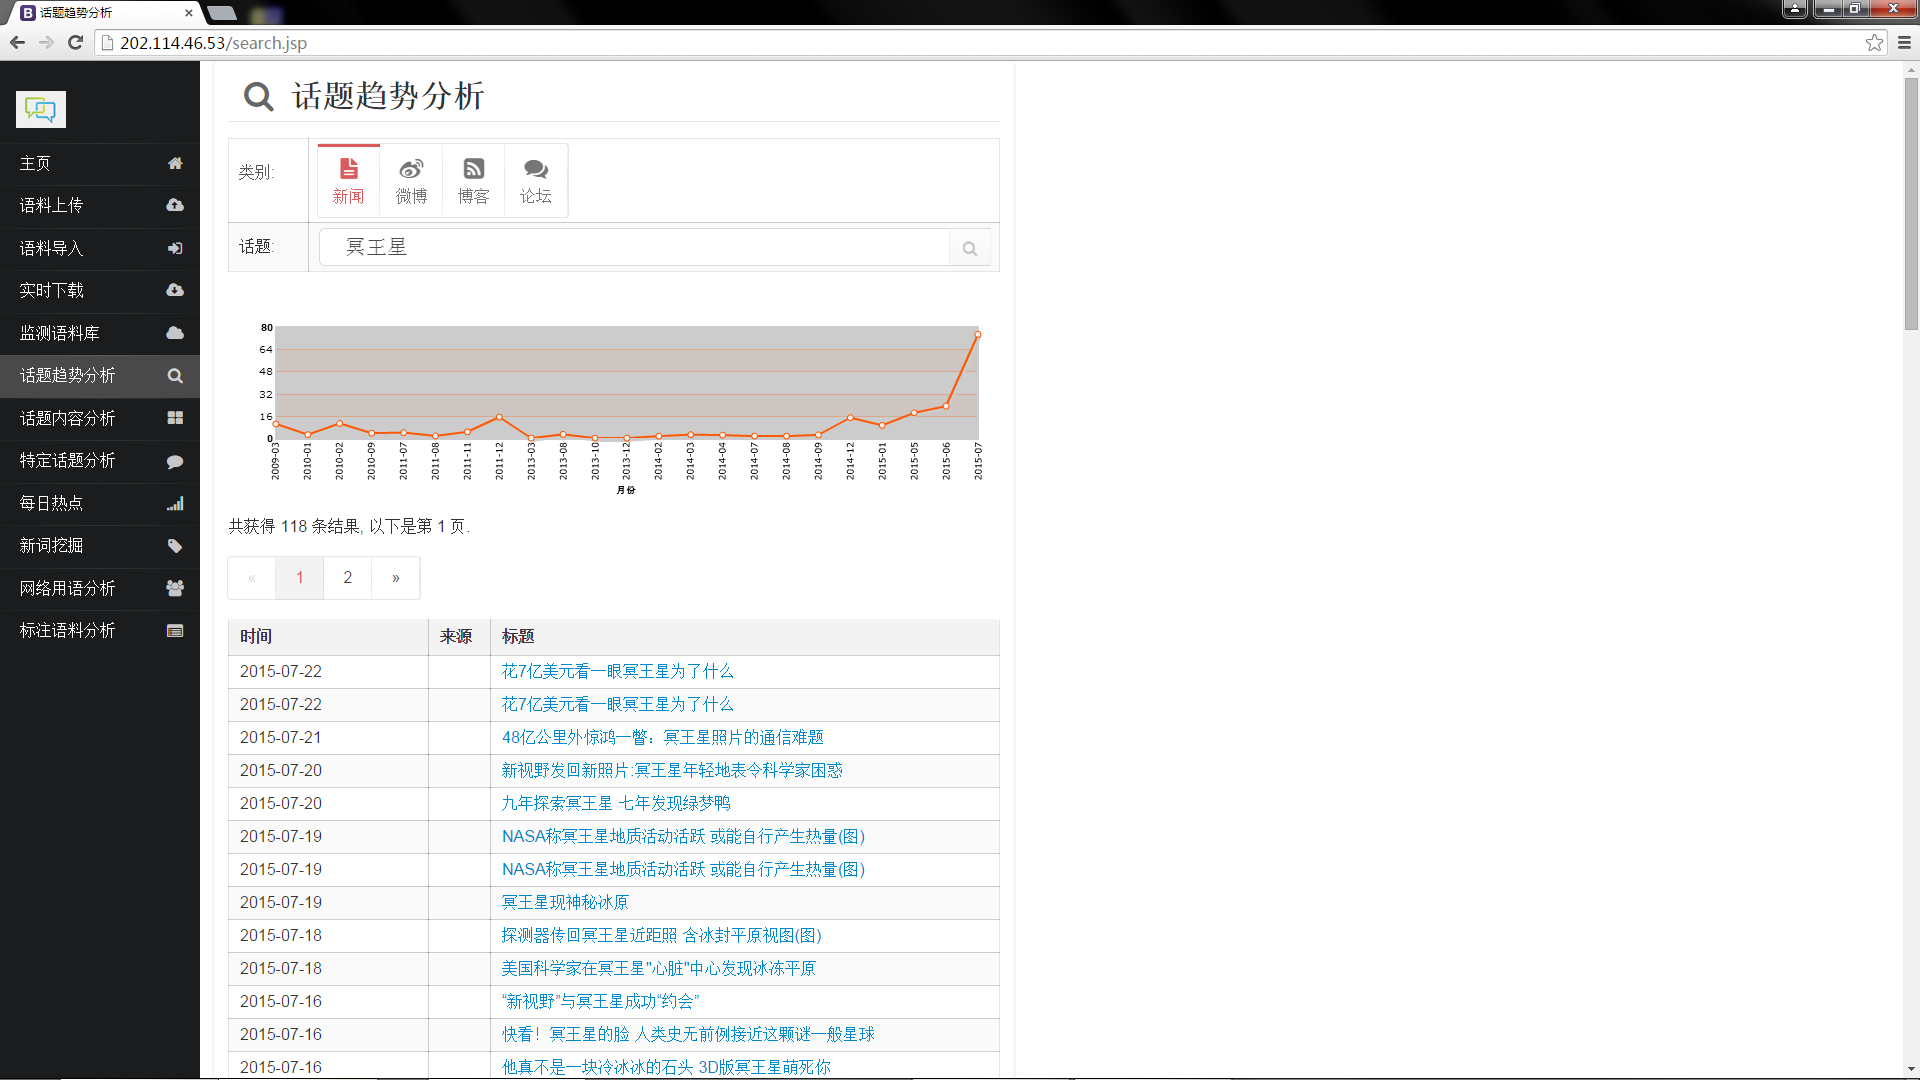 话题趋势分析
202.114.46.53/search.jsp
主页
语料上传
语料导入
实时下载
监测语料库
话题趋势分析
话题内容分析
特定话题分析
每日热点
新词挖掘
网络用语分析
标注语料分析
话题趋势分析
类别:
新闻 微博 博客 论坛
话题:
冥王星
80
64
48
32
16
0
2009-03 2010-01 2010-02 2010-09 2011-07 2011-08 2011-11 2011-12 2013-03 2013-08 2013-10 2013-12 2014-02 2014-03 2014-04 2014-07 2014-08 2014-09 2014-12 2015-01 2015-05 2015-06 2015-07
月份
共获得 118 条结果, 以下是第 1 页.
« 1 2 »
时间 来源 标题
2015-07-22 花7亿美元看一眼冥王星为了什么
2015-07-22 花7亿美元看一眼冥王星为了什么
2015-07-21 48亿公里外惊鸿一瞥：冥王星照片的通信难题
2015-07-20 新视野发回新照片:冥王星年轻地表令科学家困惑
2015-07-20 九年探索冥王星 七年发现绿梦鸭
2015-07-19 NASA称冥王星地质活动活跃 或能自行产生热量(图)
2015-07-19 NASA称冥王星地质活动活跃 或能自行产生热量(图)
2015-07-19 冥王星现神秘冰原
2015-07-18 探测器传回冥王星近距照 含冰封平原视图(图)
2015-07-18 美国科学家在冥王星"心脏"中心发现冰冻平原
2015-07-16 “新视野”与冥王星成功“约会”
2015-07-16 快看！冥王星的脸 人类史无前例接近这颗谜一般星球
2015-07-16 他真不是一块冷冰冰的石头 3D版冥王星萌死你